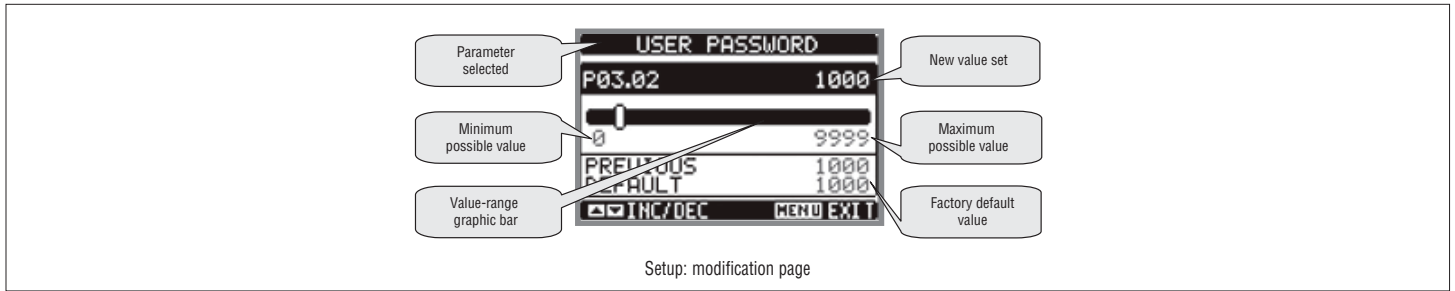 Parameter
selected
USER PASSWORD
New value set
P03.02 1000
Minimum
possible value
0 9999
Maximum
possible value
PREVIOUS 1000
DEFAULT 1000
Value-range
graphic bar
INC/DEC MENU EXIT
Factory default
value
Setup: modification page